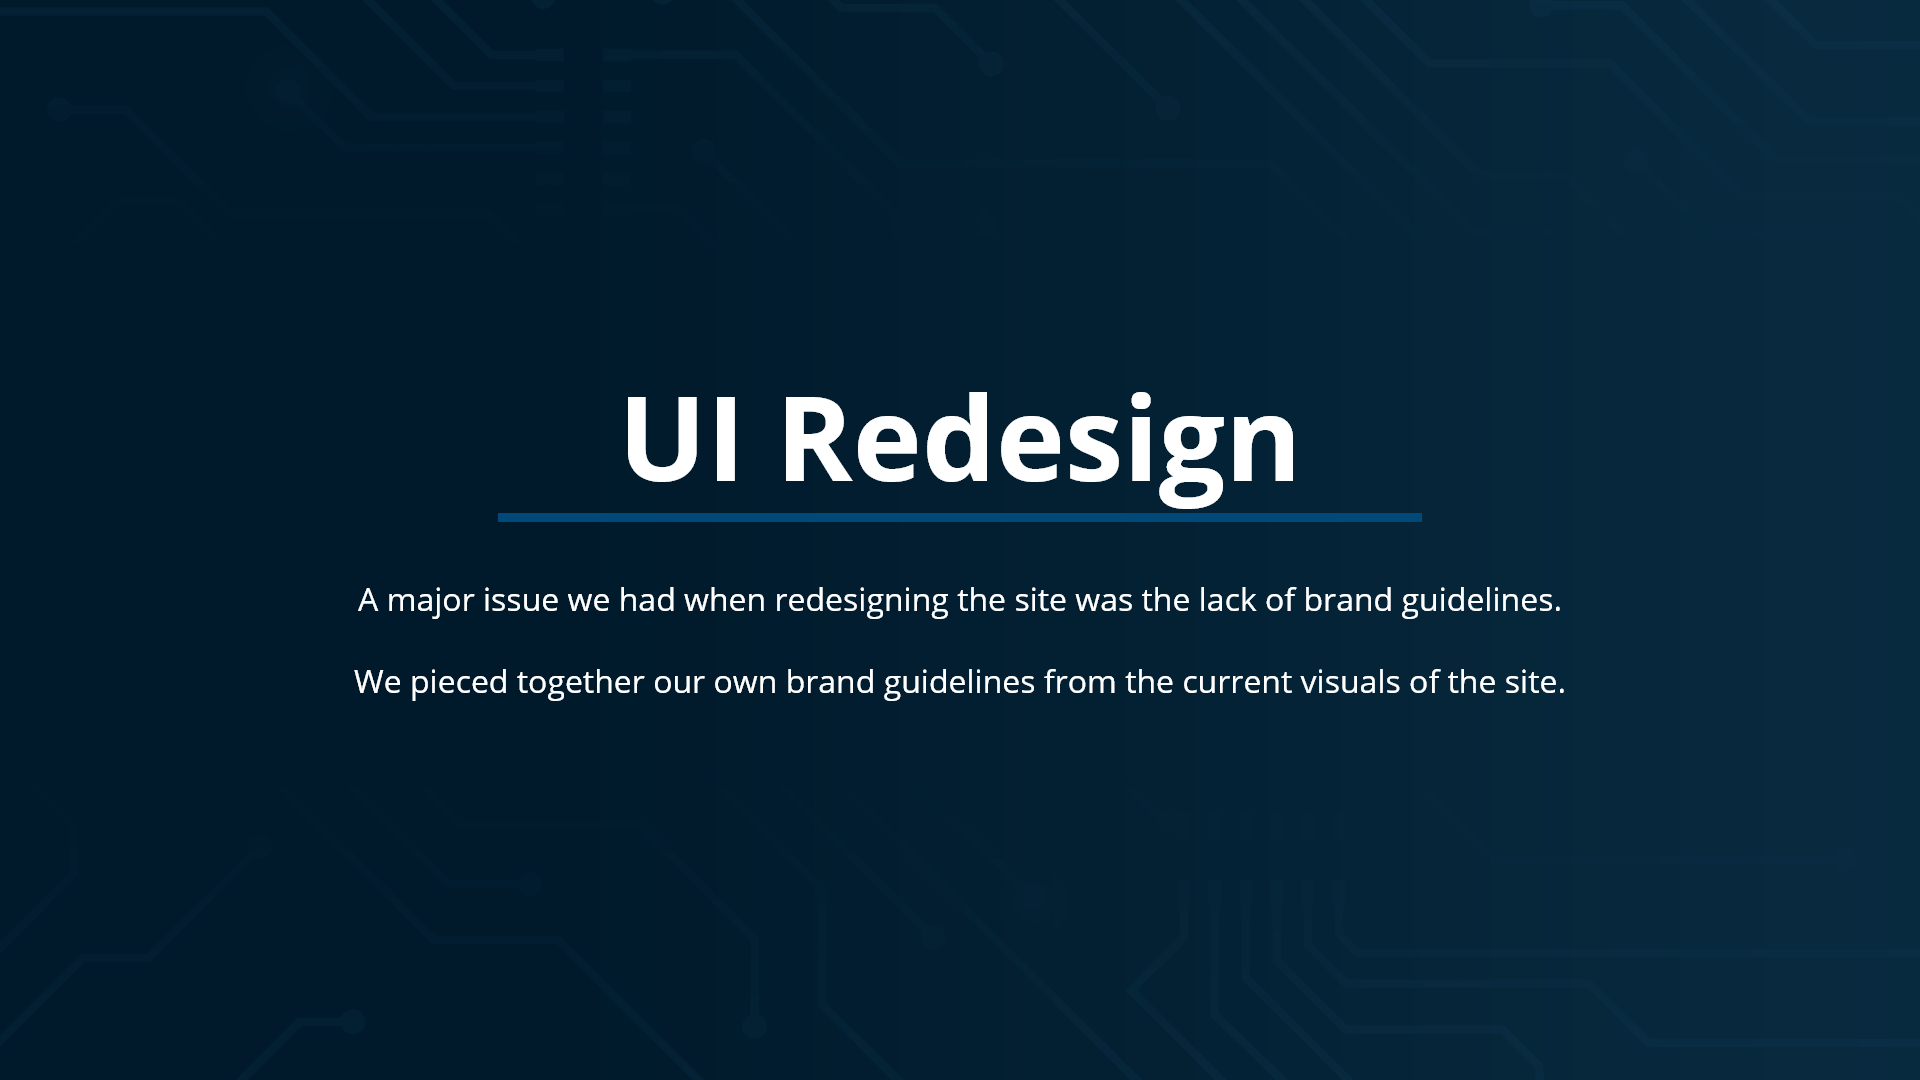 UI Redesign
A major issue we had when redesigning the site was the lack of brand guidelines.
We pieced together our own brand guidelines from the current visuals of the site.